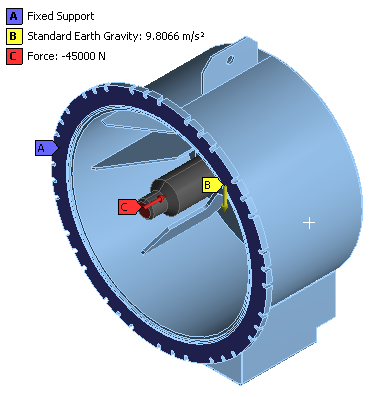 A Fixed Support
B Standard Earth Gravity: 9.8066 m/s²
C Force: -45000 N
A
B
C